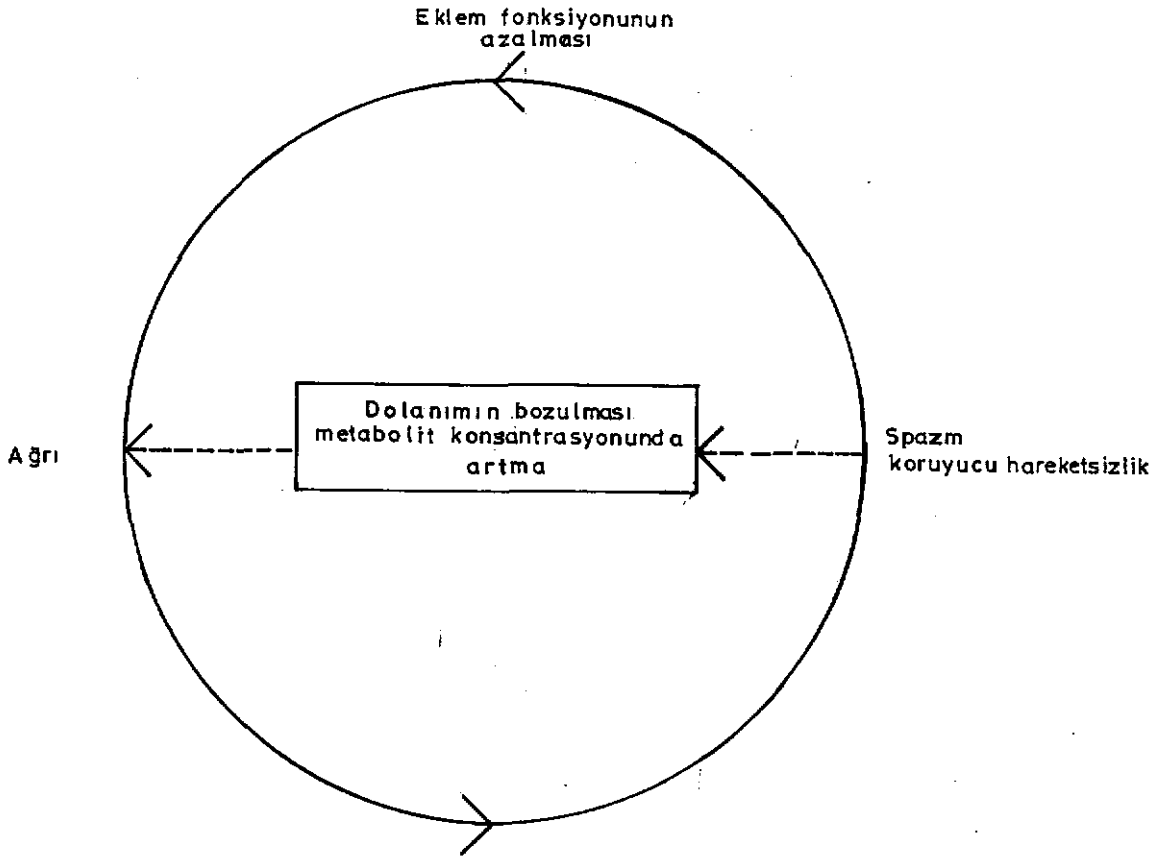 Eklem fonksiyonunun
azalması
Dolanımın bozulması
metabolit konsantrasyonunda
artma
Ağrı
Spazm
koruyucu hareketsizlik